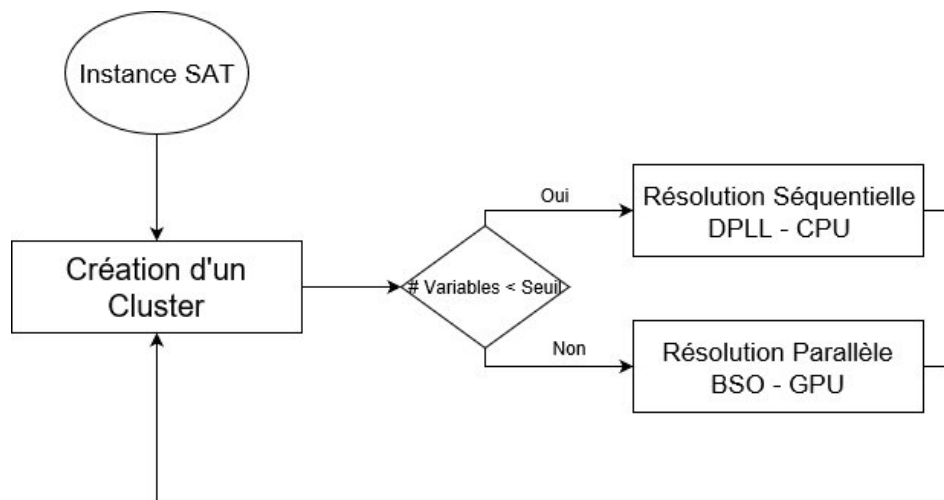 Instance SAT
Création d'un
Cluster
# Variables < Seuil
Oui
Résolution Séquentielle
DPLL - CPU
Non
Résolution Parallèle
BSO - GPU